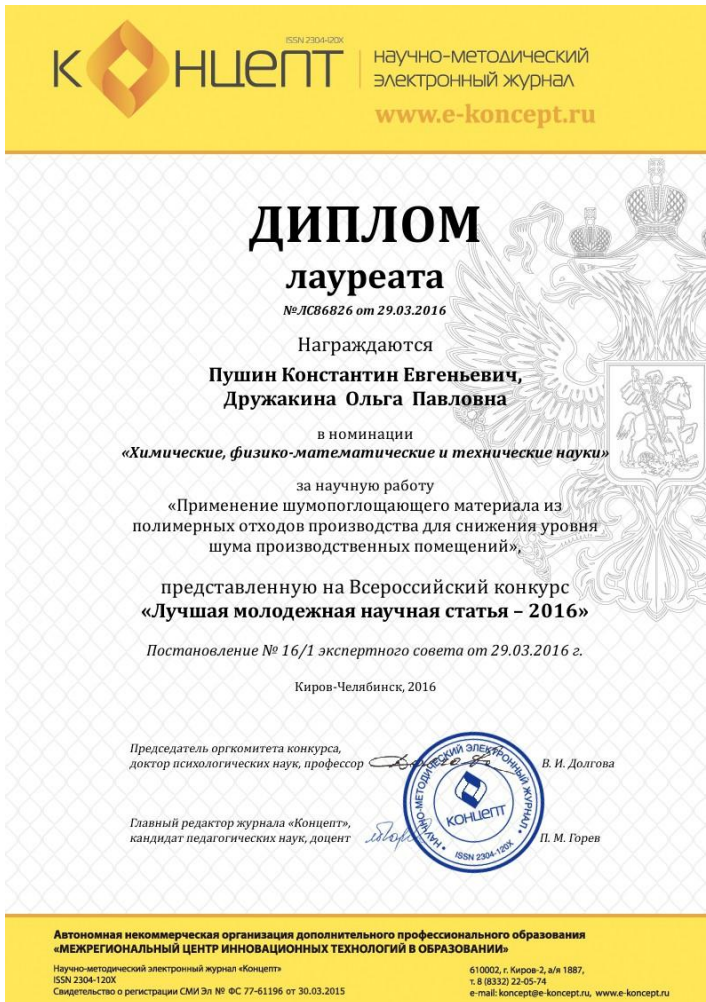 ISSN 2304-120X
КОНЦЕПТ
научно-методический
электронный журнал
www.e-koncept.ru
ДИПЛОМ
лауреата
№ЛС86826 от 29.03.2016
Награждаются
Пушин Константин Евгеньевич,
Дружакина Ольга Павловна
в номинации
«Химические, физико-математические и технические науки»
за научную работу
«Применение шумопоглощающего материала из
полимерных отходов производства для снижения уровня
шума производственных помещений»,
представленную на Всероссийский конкурс
«Лучшая молодежная научная статья – 2016»
Постановление № 16/1 экспертного совета от 29.03.2016 г.
Киров-Челябинск, 2016
Председатель оргкомитета конкурса,
доктор психологических наук, профессор В. И. Долгова
НАУЧНО-МЕТОДИЧЕСКИЙ ЭЛЕКТРОННЫЙ ЖУРНАЛ
КОНЦЕПТ
ISSN 2304-120X
Главный редактор журнала «Концепт»,
кандидат педагогических наук, доцент П. М. Горев
Автономная некоммерческая организация дополнительного профессионального образования
«МЕЖРЕГИОНАЛЬНЫЙ ЦЕНТР ИННОВАЦИОННЫХ ТЕХНОЛОГИЙ В ОБРАЗОВАНИИ»
Научно-методический электронный журнал «Концепт»
ISSN 2304-120X
Свидетельство о регистрации СМИ Эл № ФС 77-61196 от 30.03.2015
610002, г. Киров-2, а/я 1887,
т. 8 (8332) 22-05-74
e-mail: koncept@e-koncept.ru, www.e-koncept.ru